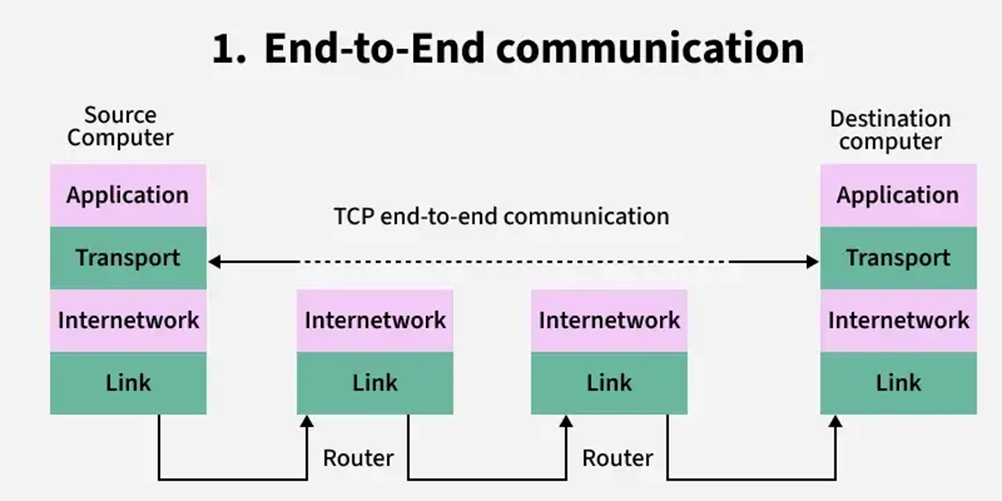 1. End-to-End communication
Source
Computer
Destination
computer
Application
Application
TCP end-to-end communication
Transport
Transport
Internetwork
Internetwork
Internetwork
Internetwork
Link
Link
Link
Link
Router
Router